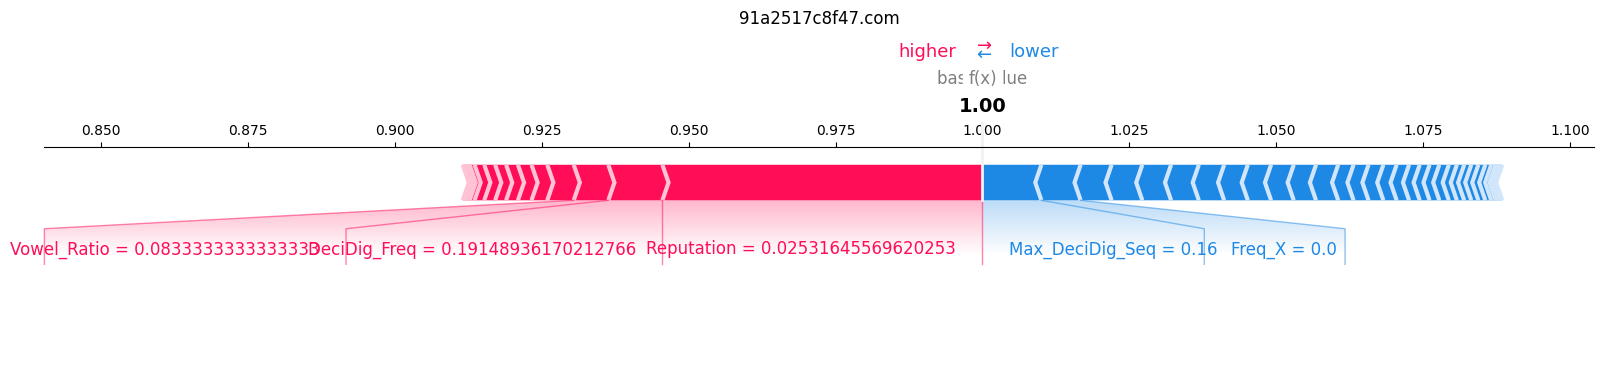 91a2517c8f47.com
higher ⇄ lower
bas f(x) lue
1.00
0.850 0.875 0.900 0.925 0.950 0.975 1.000 1.025 1.050 1.075 1.100
Vowel_Ratio = 0.08333333333333333 DeciDig_Freq = 0.19148936170212766 Reputation = 0.02531645569620253 Max_DeciDig_Seq = 0.16 Freq_X = 0.0